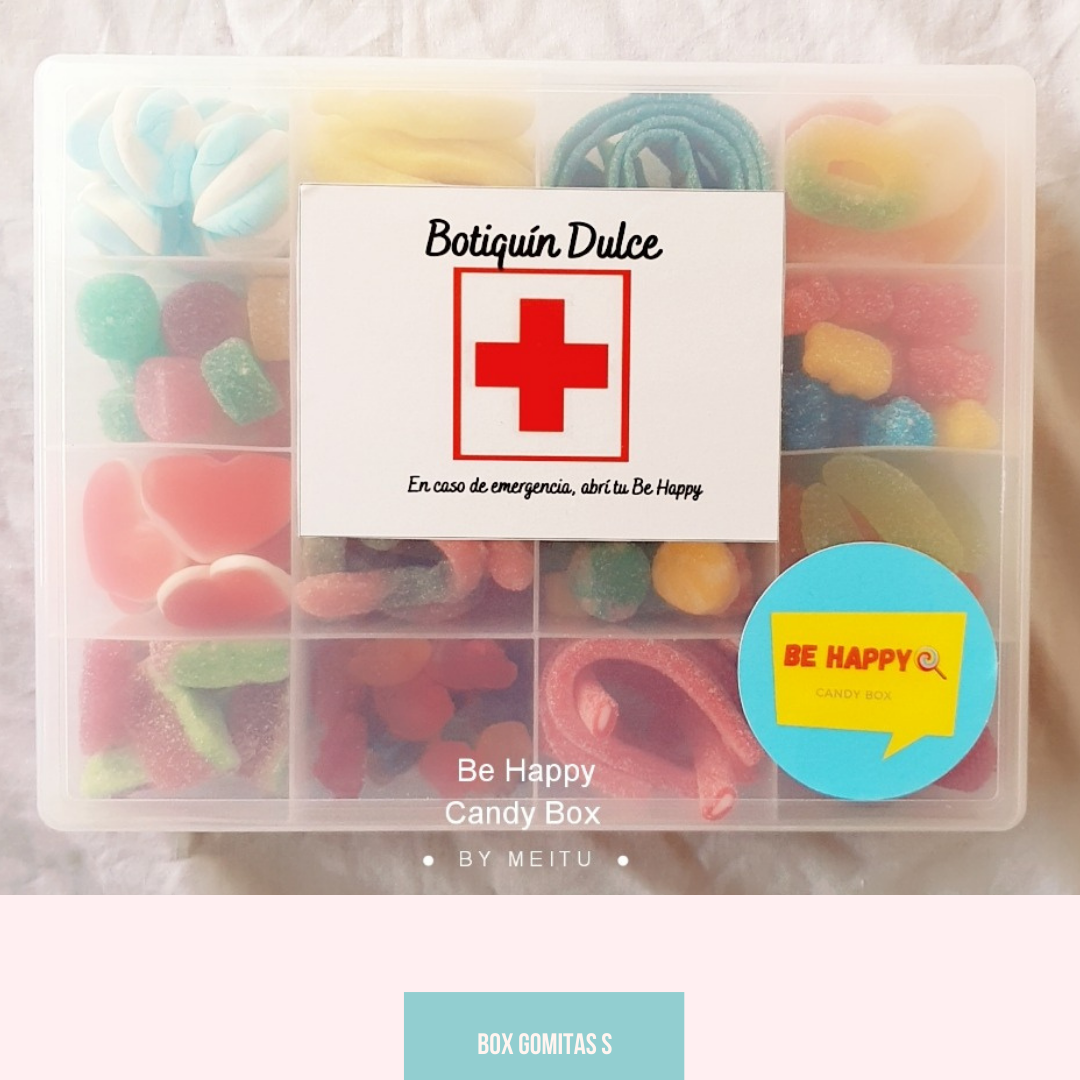 Botiquín Dulce
En caso de emergencia, abrí tu Be Happy
BE HAPPY
CANDY BOX
Be Happy
Candy Box
• BY MEITU •
BOX GOMITAS S